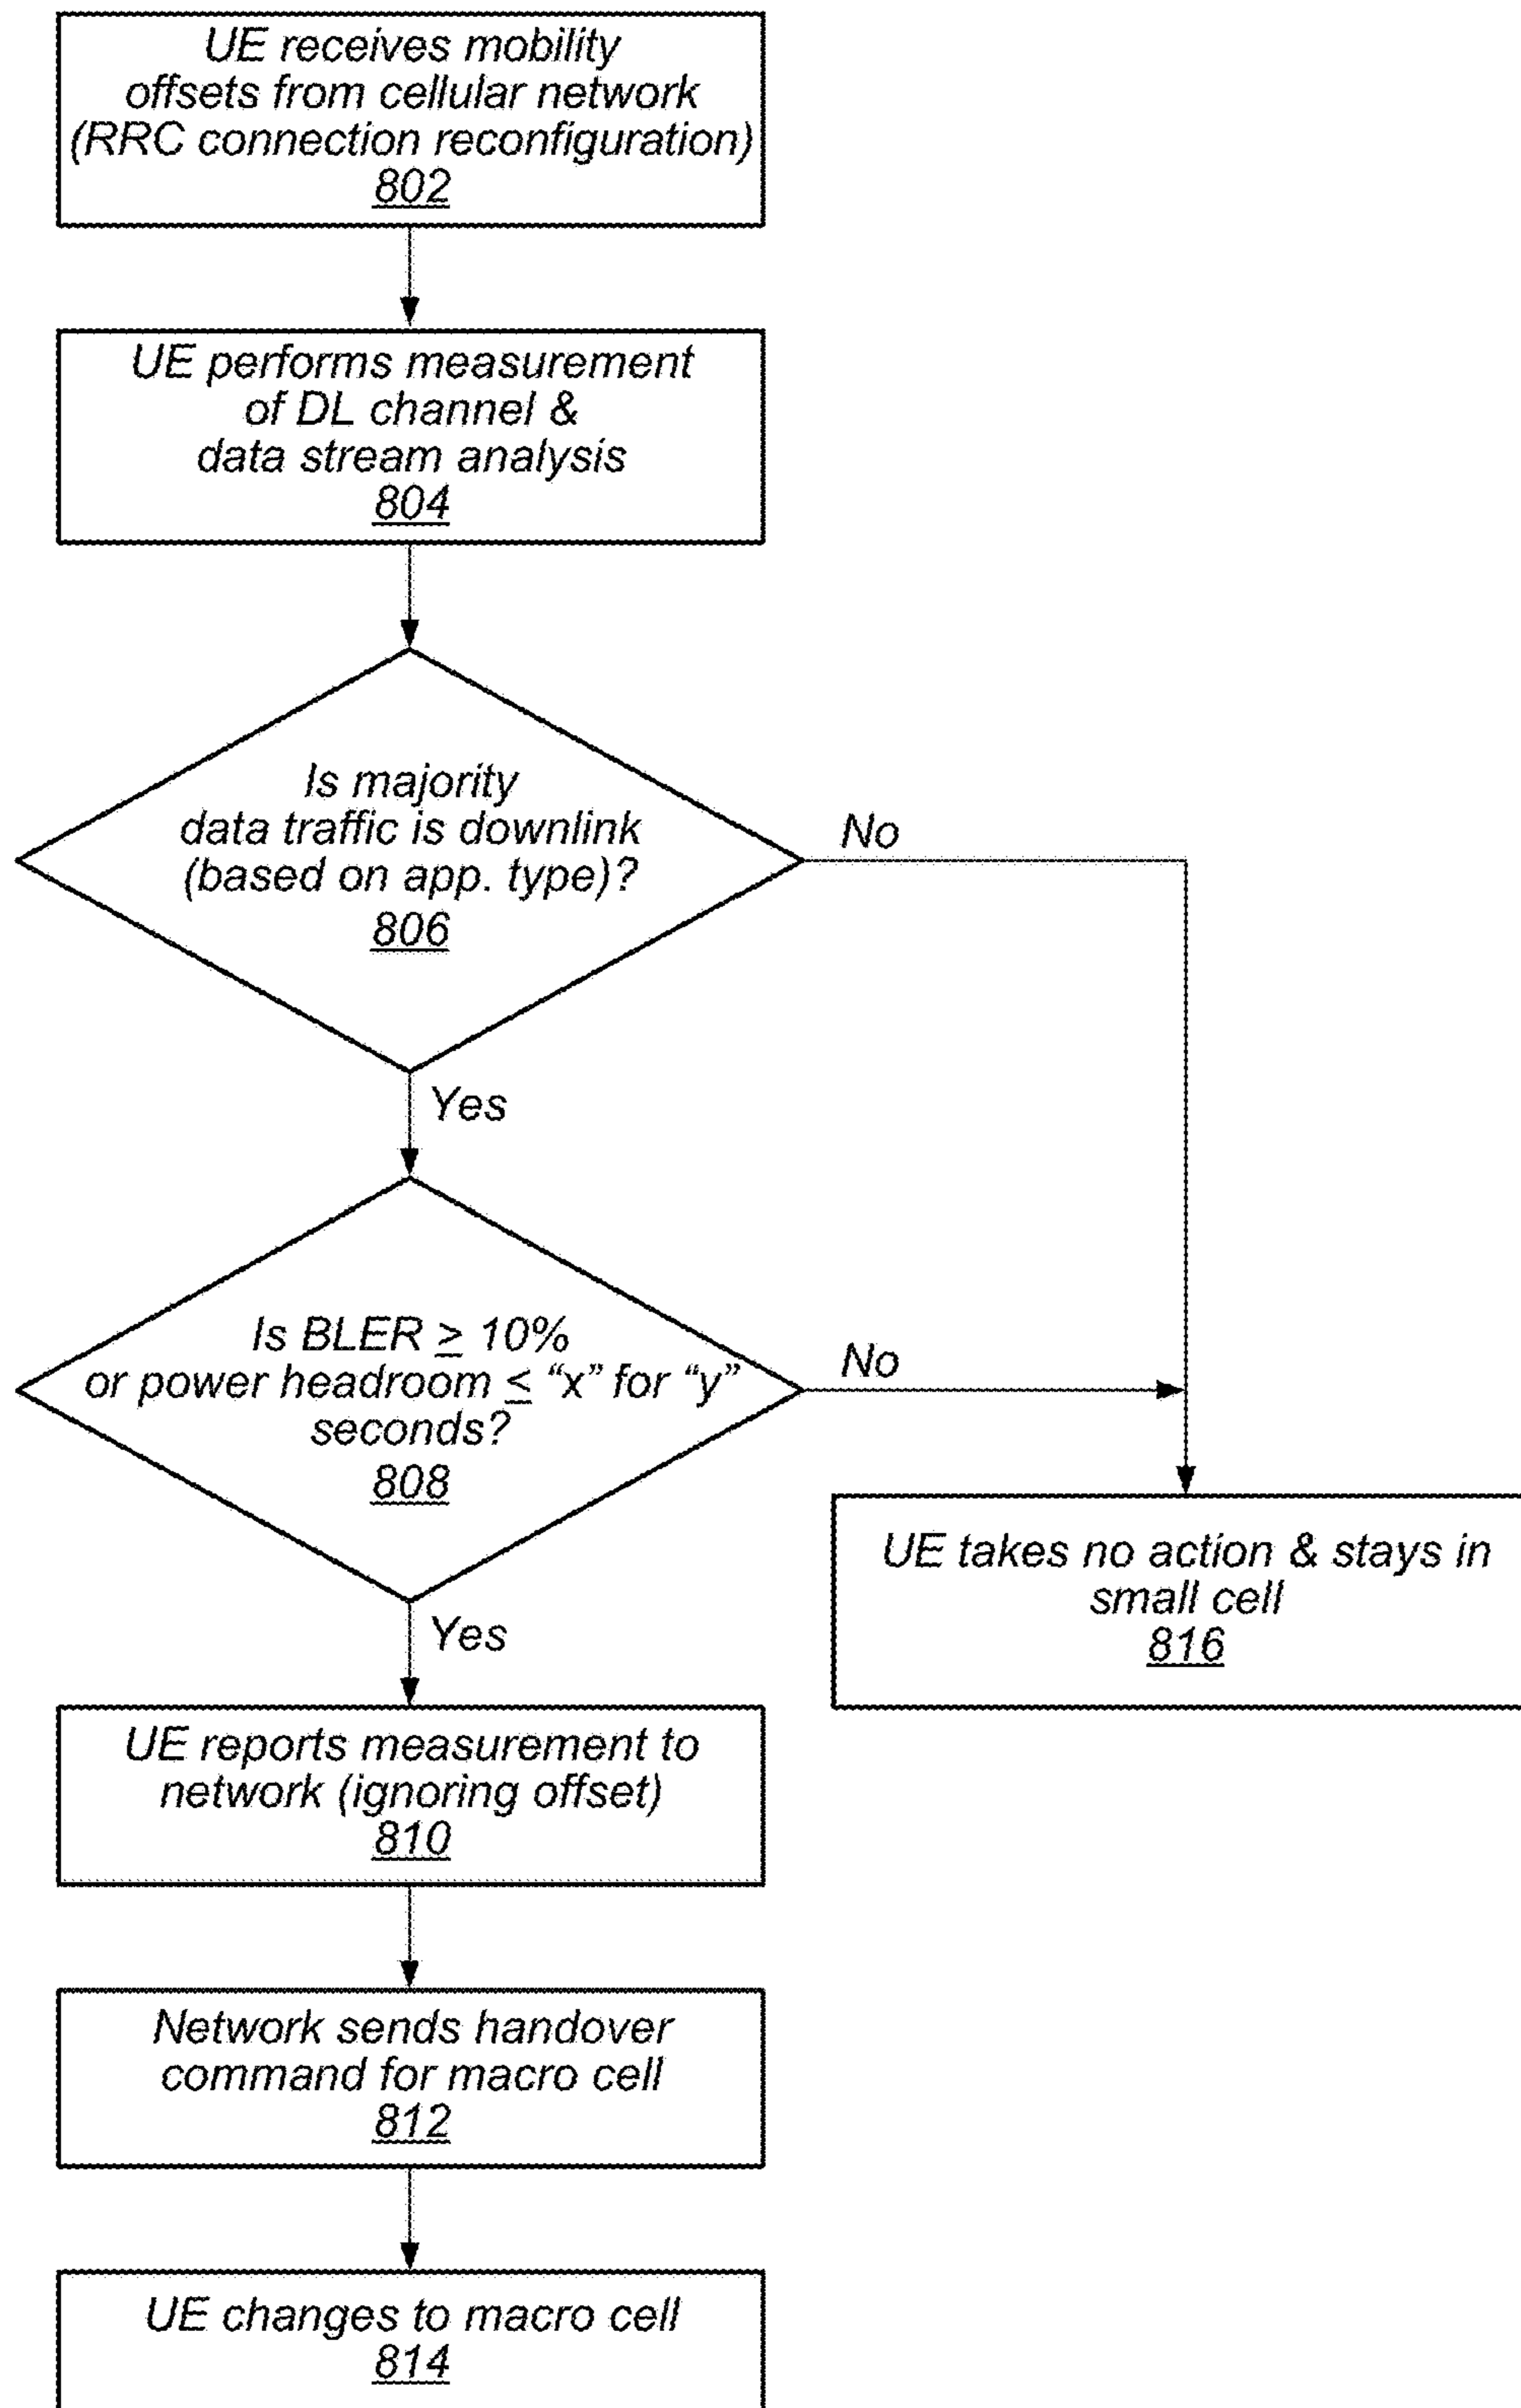 UE receives mobility
offsets from cellular network
(RRC connection reconfiguration)
802
UE performs measurement
of DL channel &
data stream analysis
804
Is majority
data traffic is downlink
(based on app. type)?
806
No
Yes
Is BLER ≥ 10%
or power headroom ≤ “x” for “y”
seconds?
808
No
Yes
UE takes no action & stays in
small cell
816
UE reports measurement to
network (ignoring offset)
810
Network sends handover
command for macro cell
812
UE changes to macro cell
814